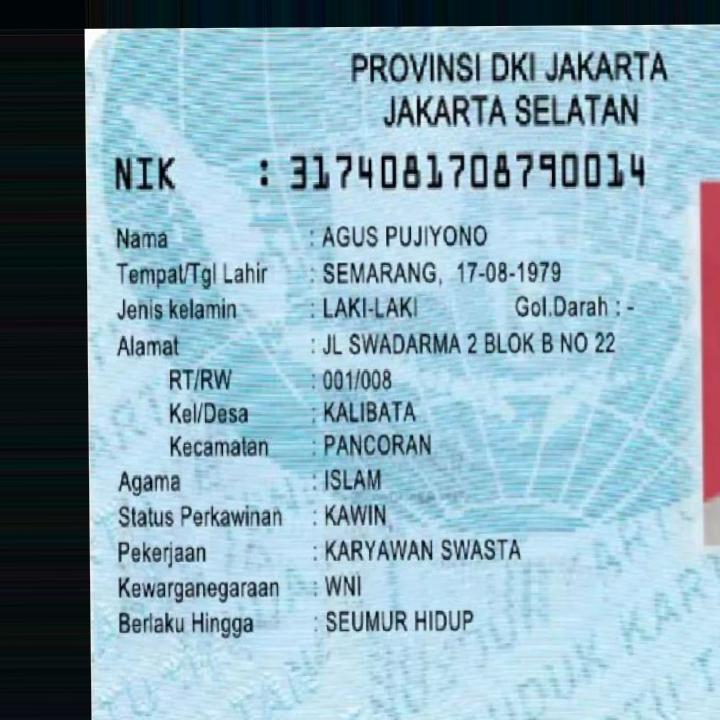 PROVINSI DKI JAKARTA
JAKARTA SELATAN
NIK : 3174081708790014
Nama : AGUS PUJIYONO
Tempat/Tgl Lahir : SEMARANG, 17-08-1979
Jenis kelamin : LAKI-LAKI Gol.Darah : -
Alamat : JL SWADARMA 2 BLOK B NO 22
RT/RW : 001/008
Kel/Desa : KALIBATA
Kecamatan : PANCORAN
Agama : ISLAM
Status Perkawinan : KAWIN
Pekerjaan : KARYAWAN SWASTA
Kewarganegaraan : WNI
Berlaku Hingga : SEUMUR HIDUP